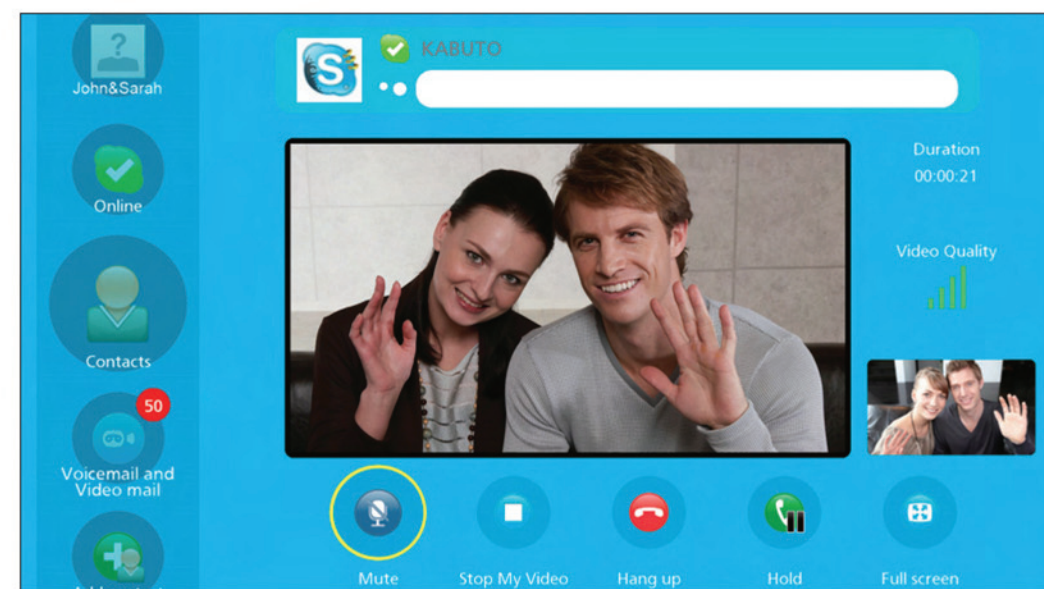 John&Sarah
Online
Contacts
50
Voicemail and
Video mail
S
KABUTO
Duration
00:00:21
Video Quality
Mute
Stop My Video
Hang up
Hold
Full screen